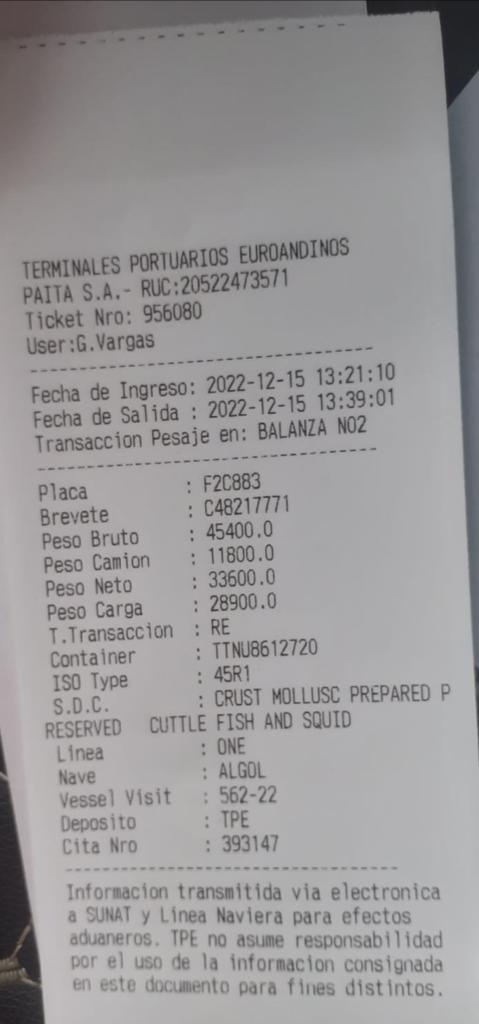 TERMINALES PORTUARIOS EUROANDINOS
PAITA S.A.- RUC:20522473571
Ticket Nro: 956080
User:G.Vargas
Fecha de Ingreso: 2022-12-15 13:21:10
Fecha de Salida : 2022-12-15 13:39:01
Transaccion Pesaje en: BALANZA NO2
Placa : F2C883
Brevete : C48217771
Peso Bruto : 45400.0
Peso Camion : 11800.0
Peso Neto : 33600.0
Peso Carga : 28900.0
T.Transaccion : RE
Container : TTNU8612720
ISO Type : 45R1
S.D.C. : CRUST MOLLUSC PREPARED P
RESERVED CUTTLE FISH AND SQUID
Linea : ONE
Nave : ALGOL
Vessel Visit : 562-22
Deposito : TPE
Cita Nro : 393147
Informacion transmitida via electronica
a SUNAT y Linea Naviera para efectos
aduaneros. TPE no asume responsabilidad
por el uso de la informacion consignada
en este documento para fines distintos.